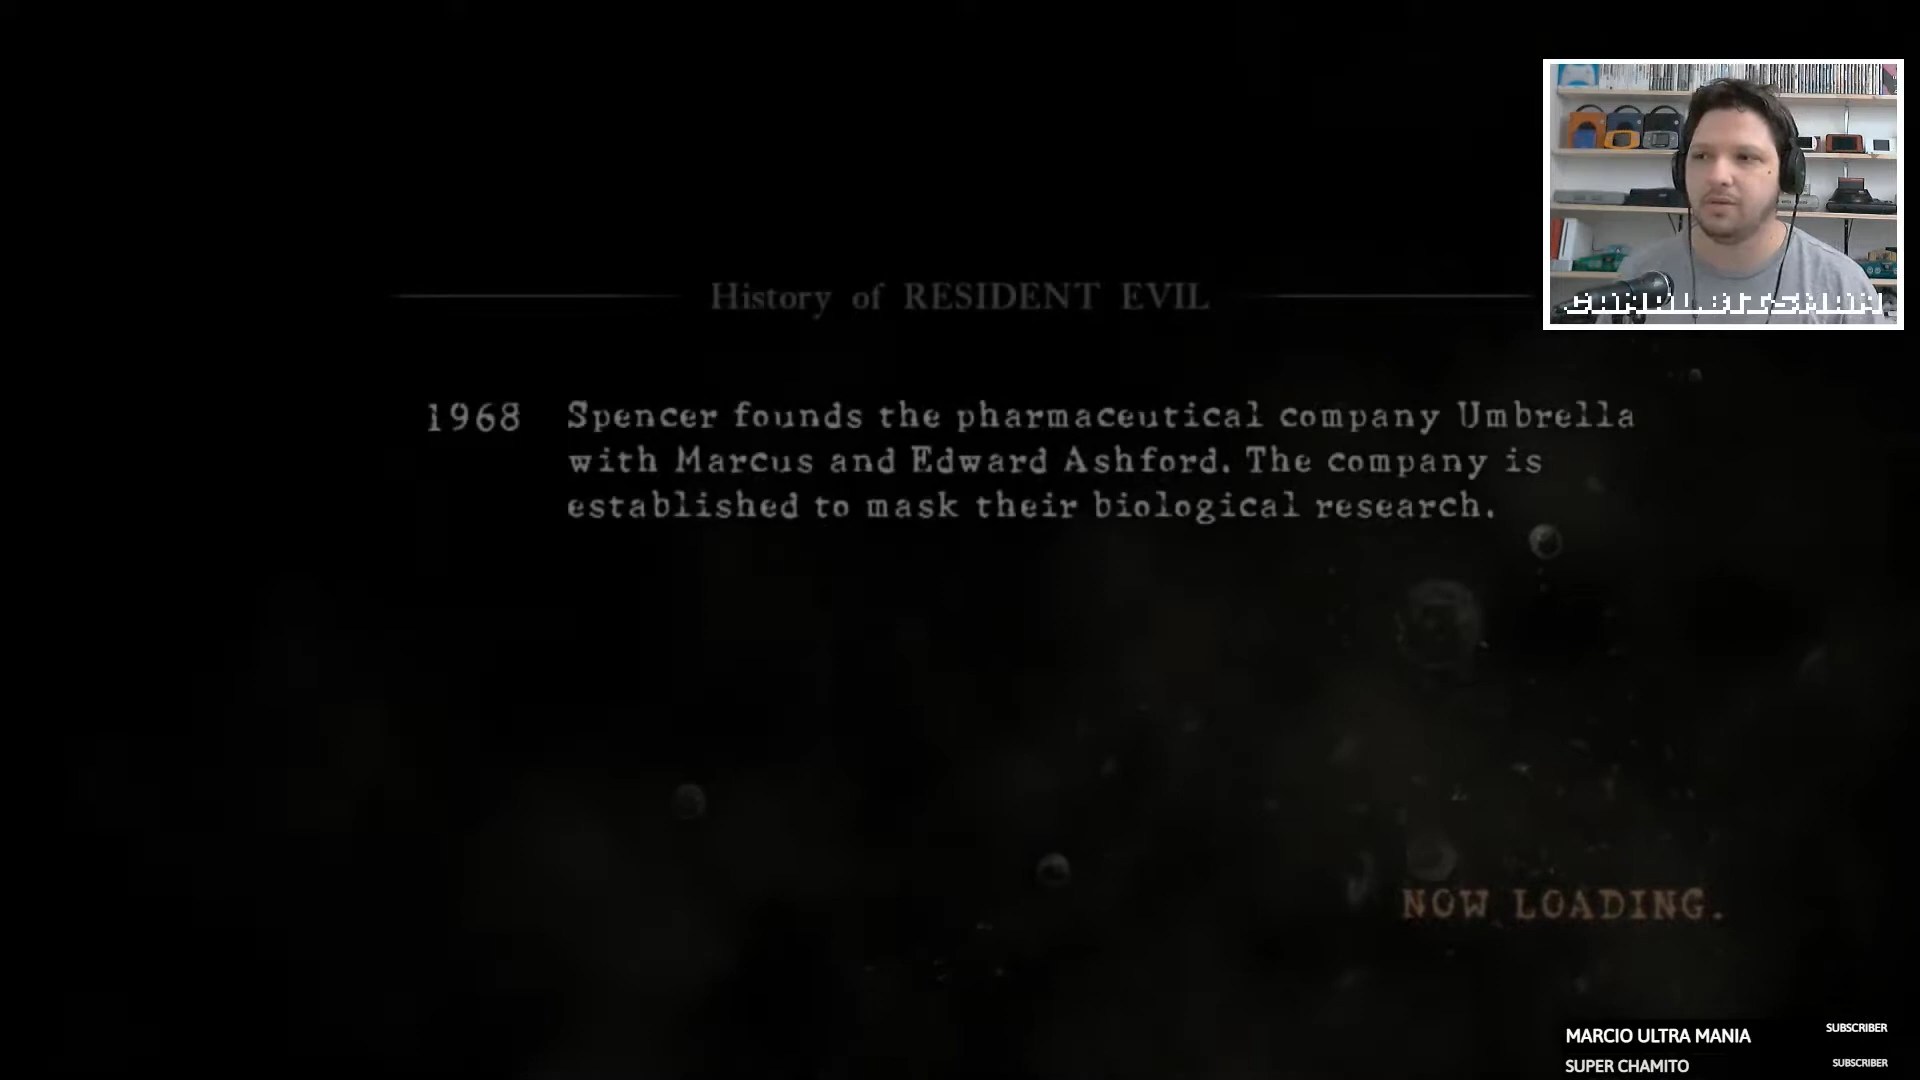 History of RESIDENT EVIL
1968 Spencer founds the pharmaceutical company Umbrella
with Marcus and Edward Ashford. The company is
established to mask their biological research.
CANALBITSMAN
NOW LOADING.
MARCIO ULTRA MANIA SUBSCRIBER
SUPER CHAMITO SUBSCRIBER